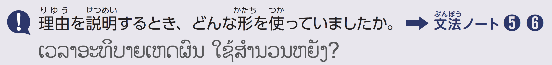 理由を説明するとき、どんな形を使っていましたか。➡文法ノート❺❻
ເວລາອະທິບາຍເຫດຜົນ ໃຊ້ສຳນວນຫຍັງ?